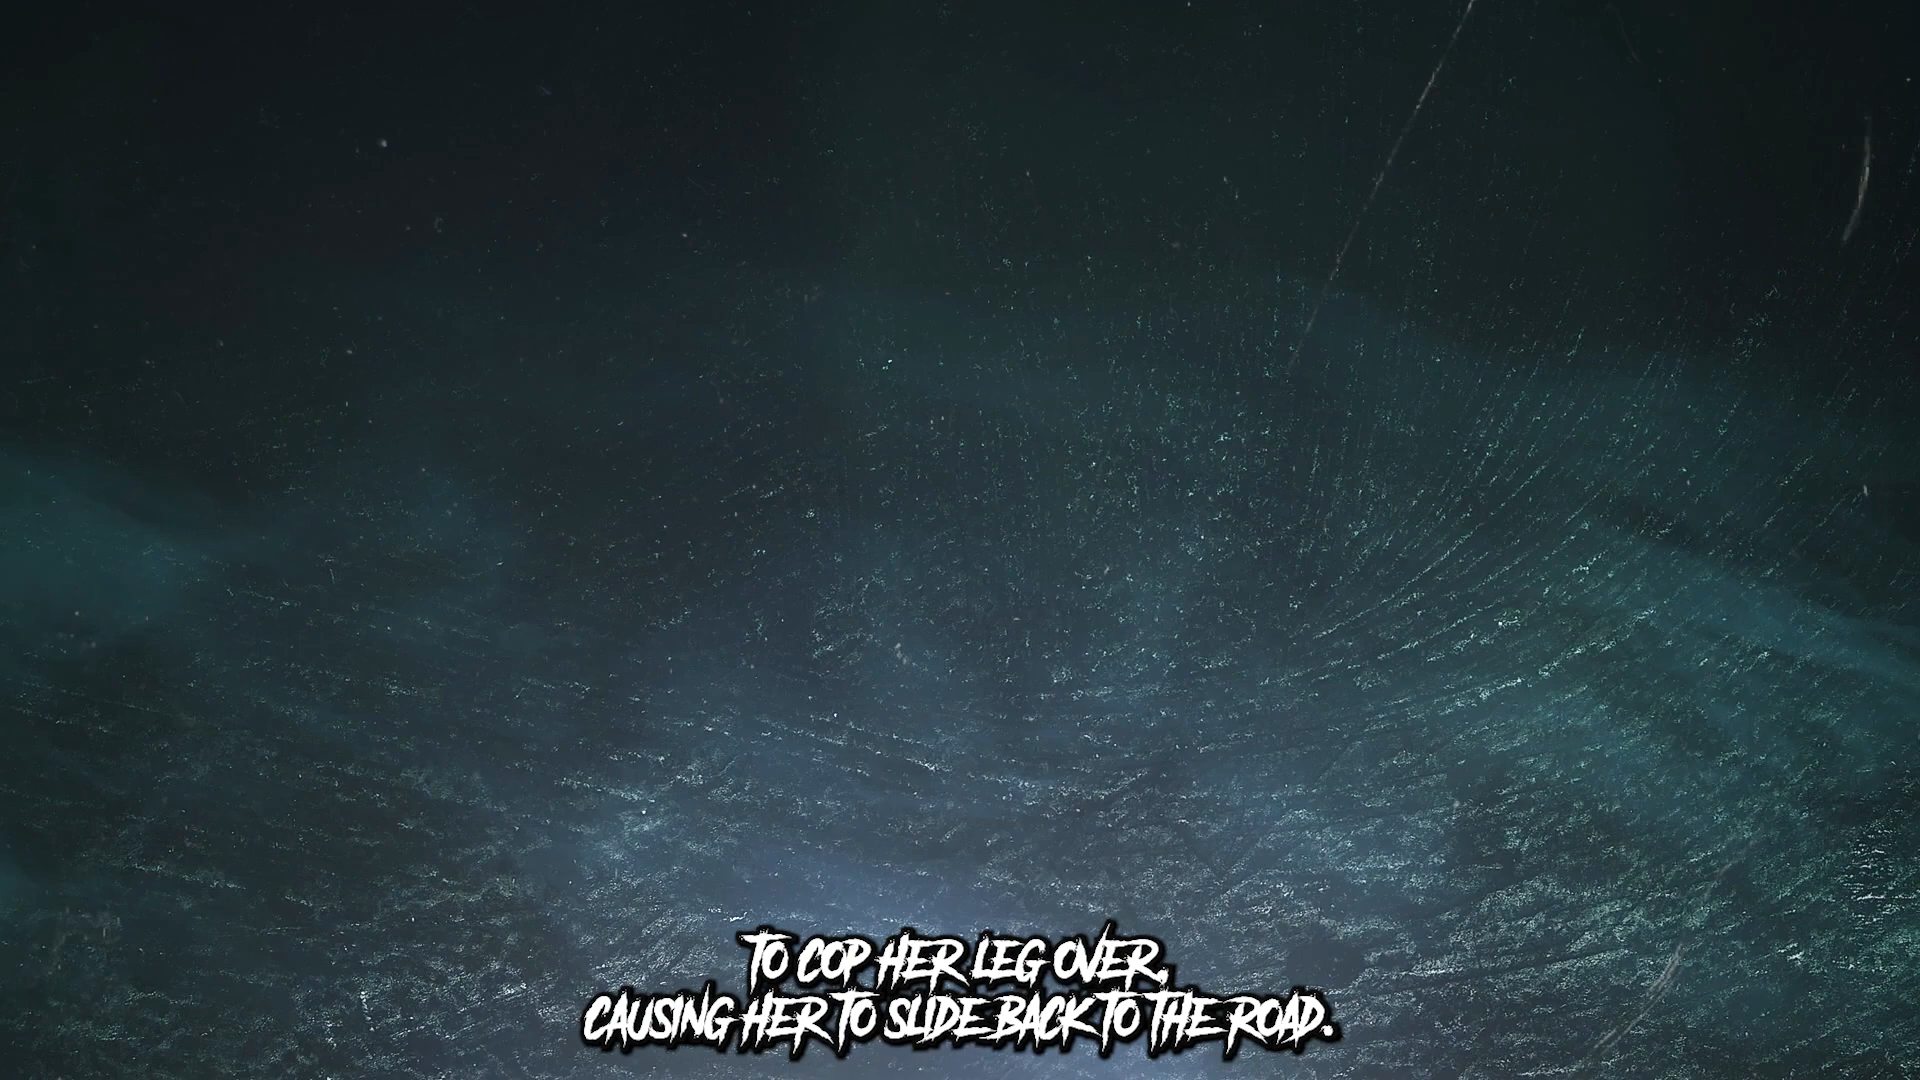 TO COP HER LEG OVER,
CAUSING HER TO SLIDE BACK TO THE ROAD.